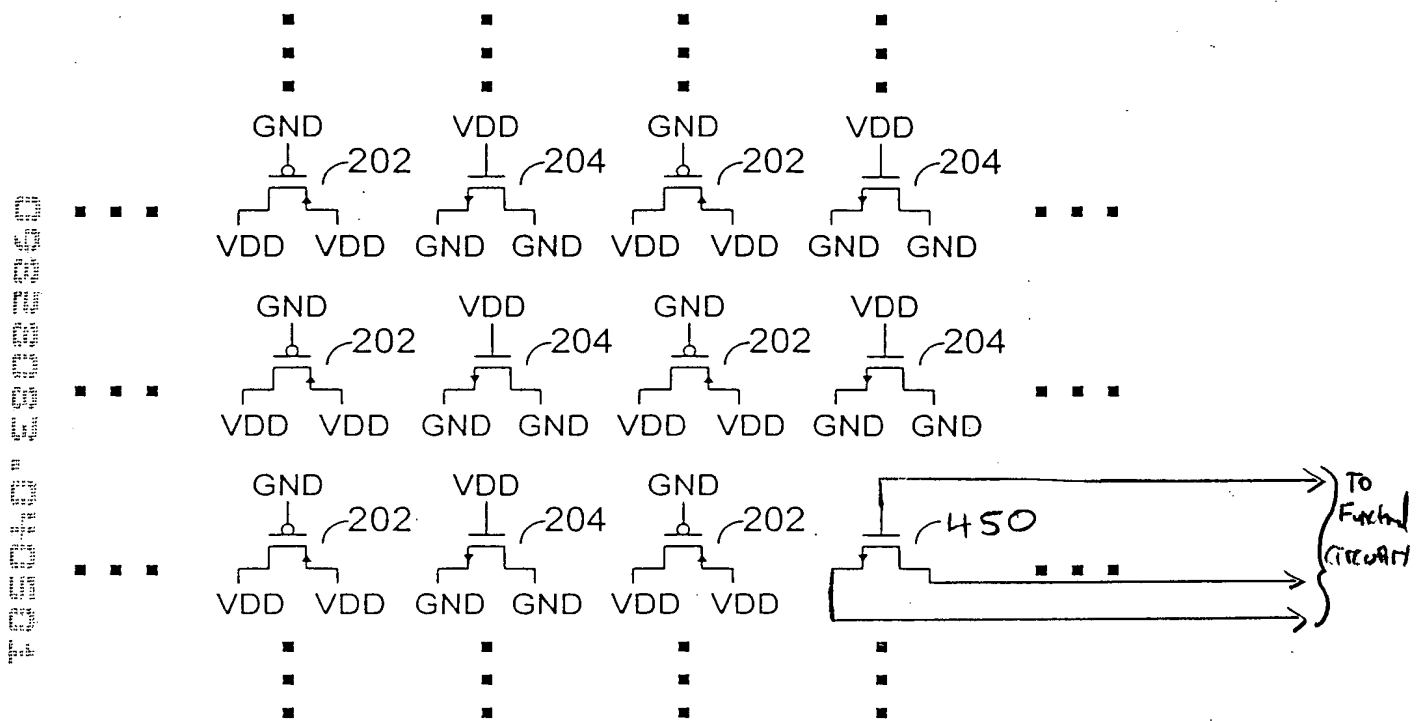 GND VDD GND VDD
202 204 202 204
VDD VDD GND GND VDD VDD GND GND
GND VDD GND VDD
202 204 202 204
VDD VDD GND GND VDD VDD GND GND
GND VDD GND
202 204 202 450
VDD VDD GND GND VDD VDD
TO